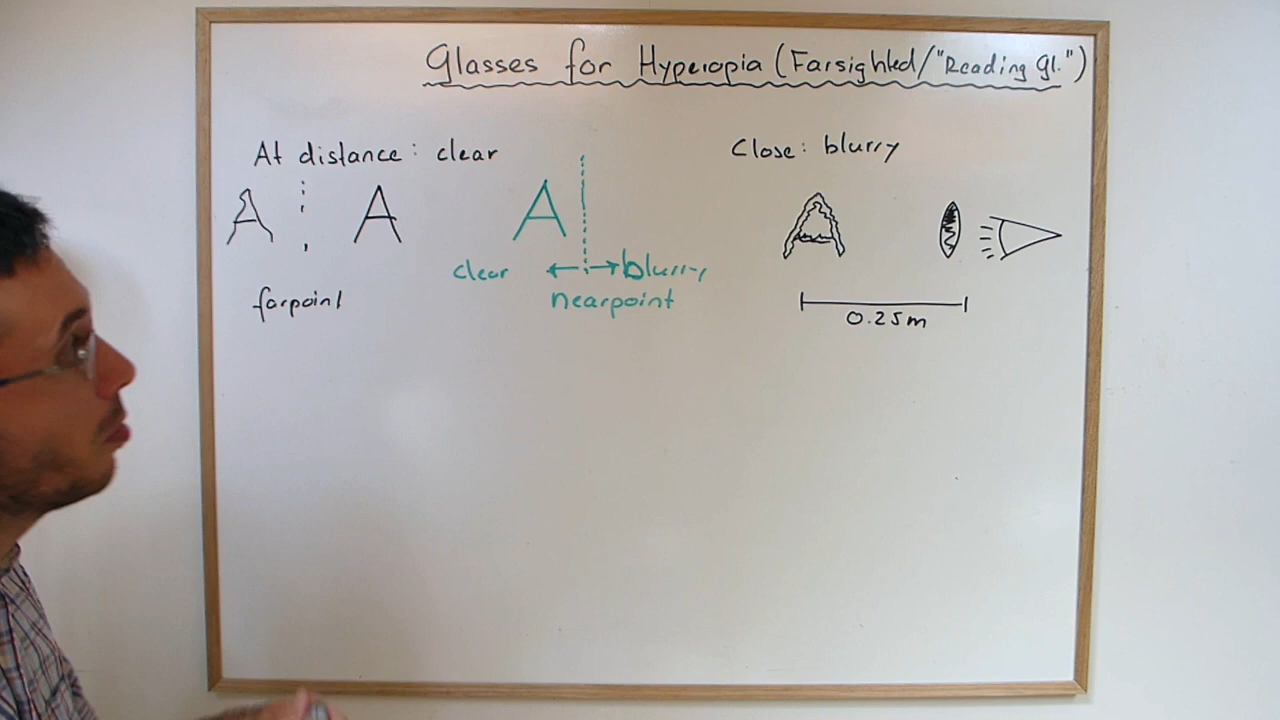 Glasses for Hyperopia (Farsighted/"Reading Gl.")
At distance: clear
Close: blurry
A A A A
clear ← → blurry
farpoint
nearpoint
0.25m